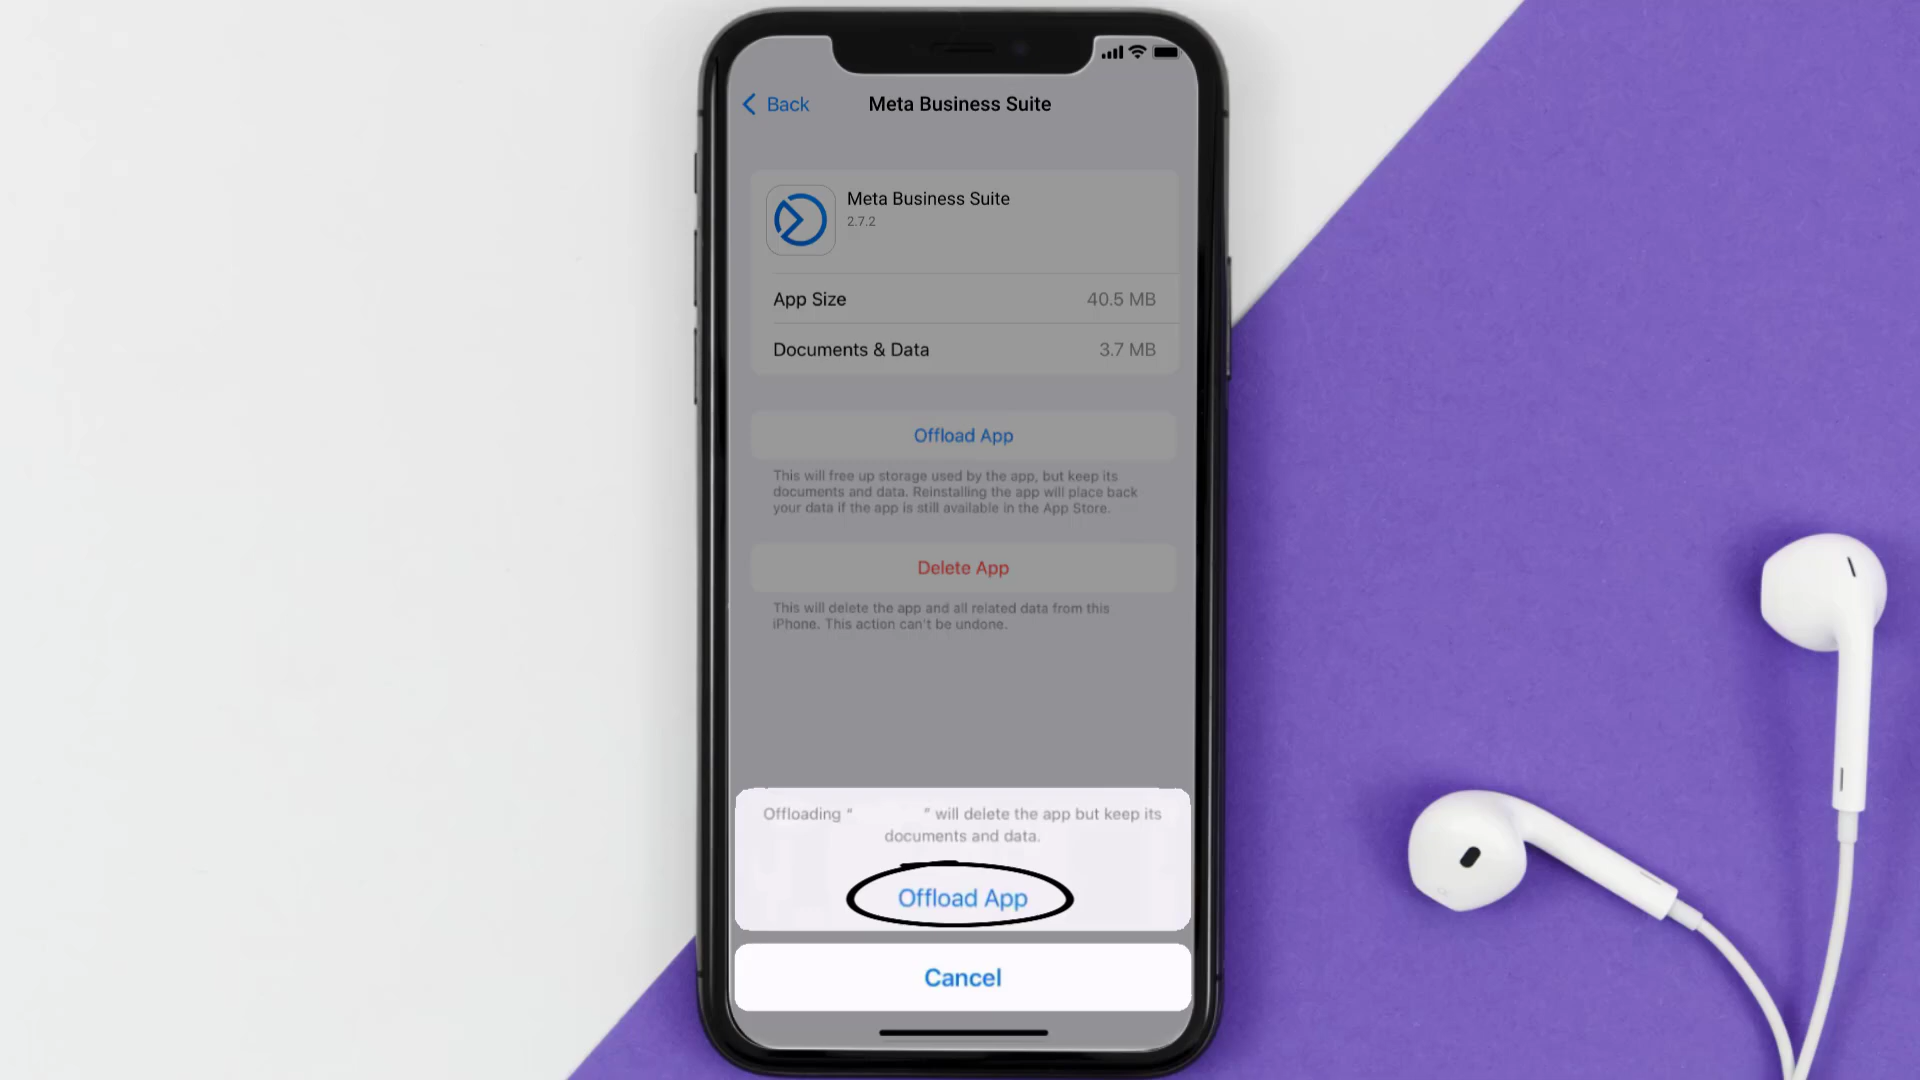 Back
Meta Business Suite
Meta Business Suite
2.7.2
App Size 40.5 MB
Documents & Data 3.7 MB
Offload App
This will free up storage used by the app, but keep its
documents and data. Reinstalling the app will place back
your data if the app is still available in the App Store.
Delete App
This will delete the app and all related data from this
iPhone. This action can't be undone.
Offloading " " will delete the app but keep its
documents and data.
Offload App
Cancel